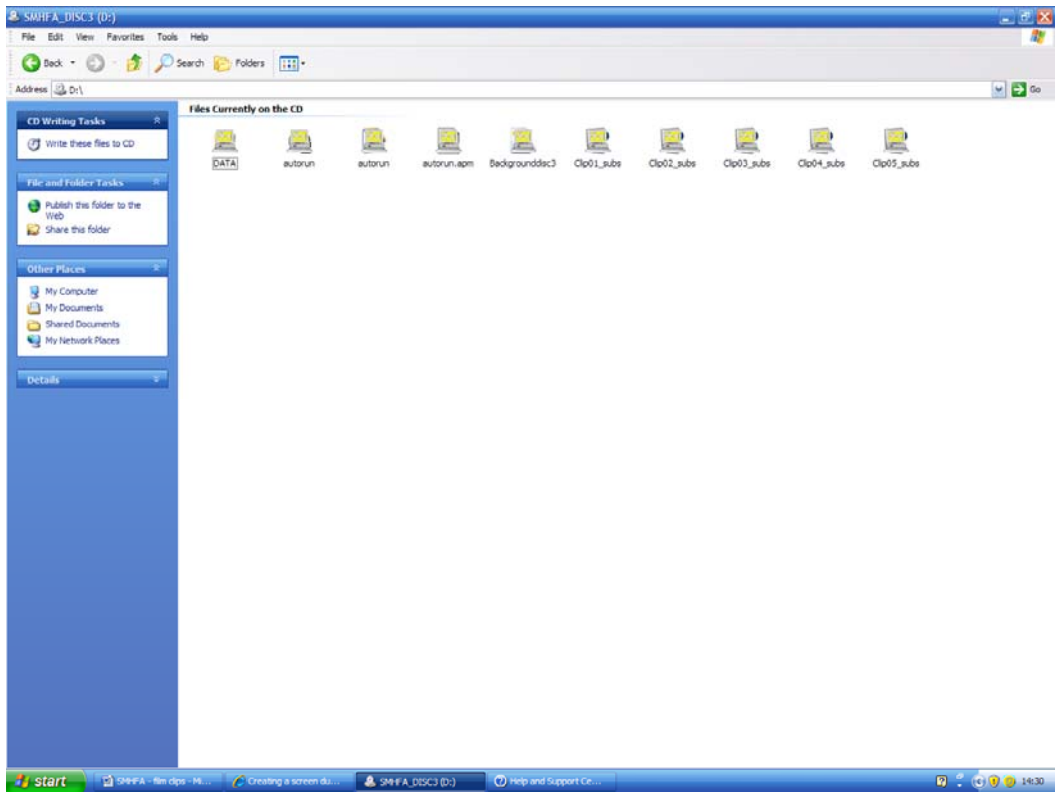 SMHFA_DISC3 (D:)
File Edit View Favorites Tools Help
Back Search Folders
Address D:\ Go
Files Currently on the CD
CD Writing Tasks
Write these files to CD
File and Folder Tasks
Publish this folder to the
Web
Share this folder
Other Places
My Computer
My Documents
Shared Documents
My Network Places
Details
DATA autorun autorun autorun.apm Backgrounddisc3 Clip01_subs Clip02_subs Clip03_subs Clip04_subs Clip05_subs
start SMHFA - film clips - Mi... Creating a screen du... SMHFA_DISC3 (D:) Help and Support Ce... 14:30